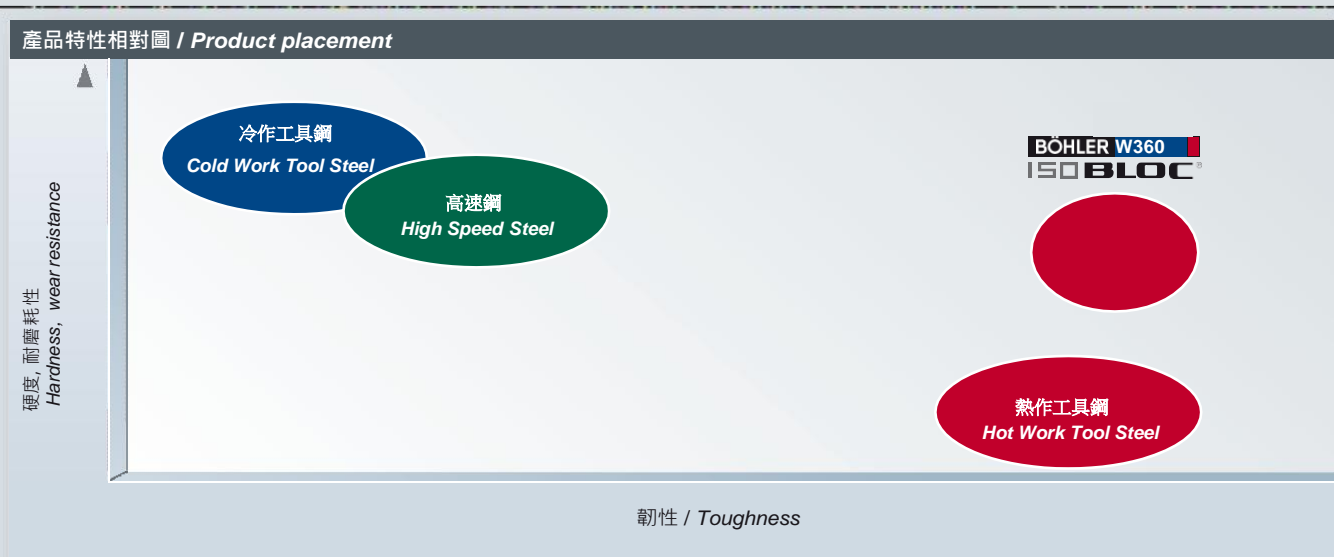 產品特性相對圖 / Product placement
冷作工具鋼
Cold Work Tool Steel
高速鋼
High Speed Steel
BÖHLER W360
ISOBLOC®
熱作工具鋼
Hot Work Tool Steel
硬度, 耐磨耗性
Hardness, wear resistance
韌性 / Toughness